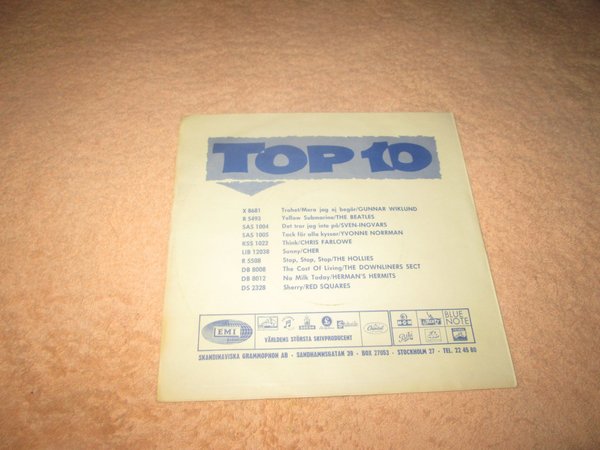 TOP 10
X 8681 Trohet/Mera jag ej begär/GUNNAR WIKLUND
R 5493 Yellow Submarine/THE BEATLES
SAS 1004 Det tror jag inte på/SVEN-INGVARS
SAS 1005 Tack för alla kyssar/YVONNE NORRMAN
KSS 1022 Think/CHRIS FARLOWE
LIB 12038 Sunny/CHER
R 5508 Stop, Stop, Stop/THE HOLLIES
DB 8008 The Cost Of Living/THE DOWNLINERS SECT
DB 8012 No Milk Today/HERMAN'S HERMITS
DS 2328 Sherry/RED SQUARES
EMI
Capitol
MGM
BLUE NOTE
VÄRLDENS STÖRSTA SKIVPRODUCENT
SKANDINAVISKA GRAMMOPHON AB • SANDHAMNSGATAN 39 • BOX 27053 • STOCKHOLM 27 • TEL. 22 45 80